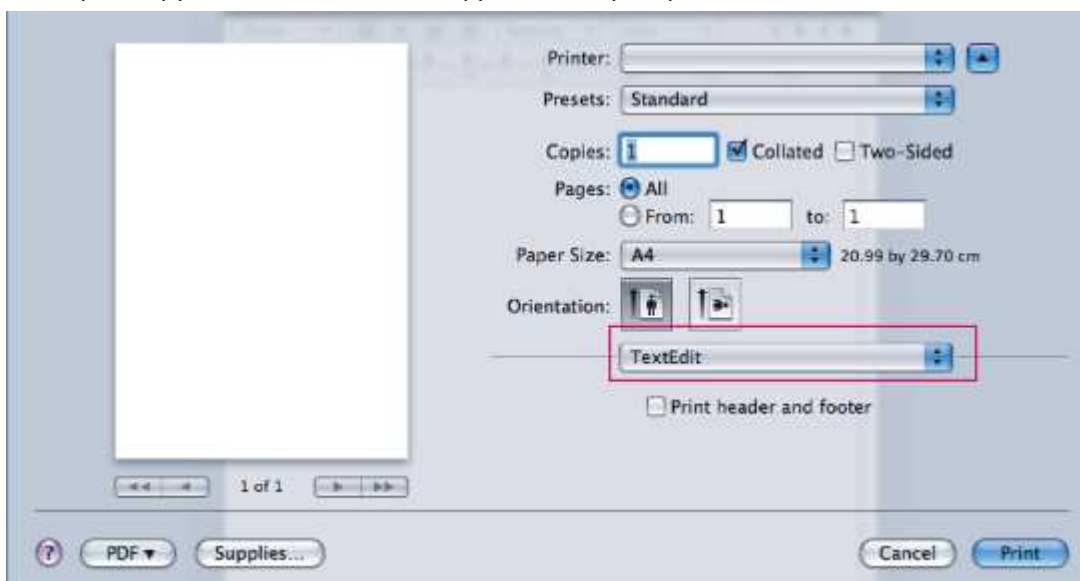 Printer:
Presets: Standard
Copies: 1 Collated Two-Sided
Pages: All
From: 1 to: 1
Paper Size: A4 20.99 by 29.70 cm
Orientation:
TextEdit
Print header and footer
1 of 1
? PDF Supplies... Cancel Print